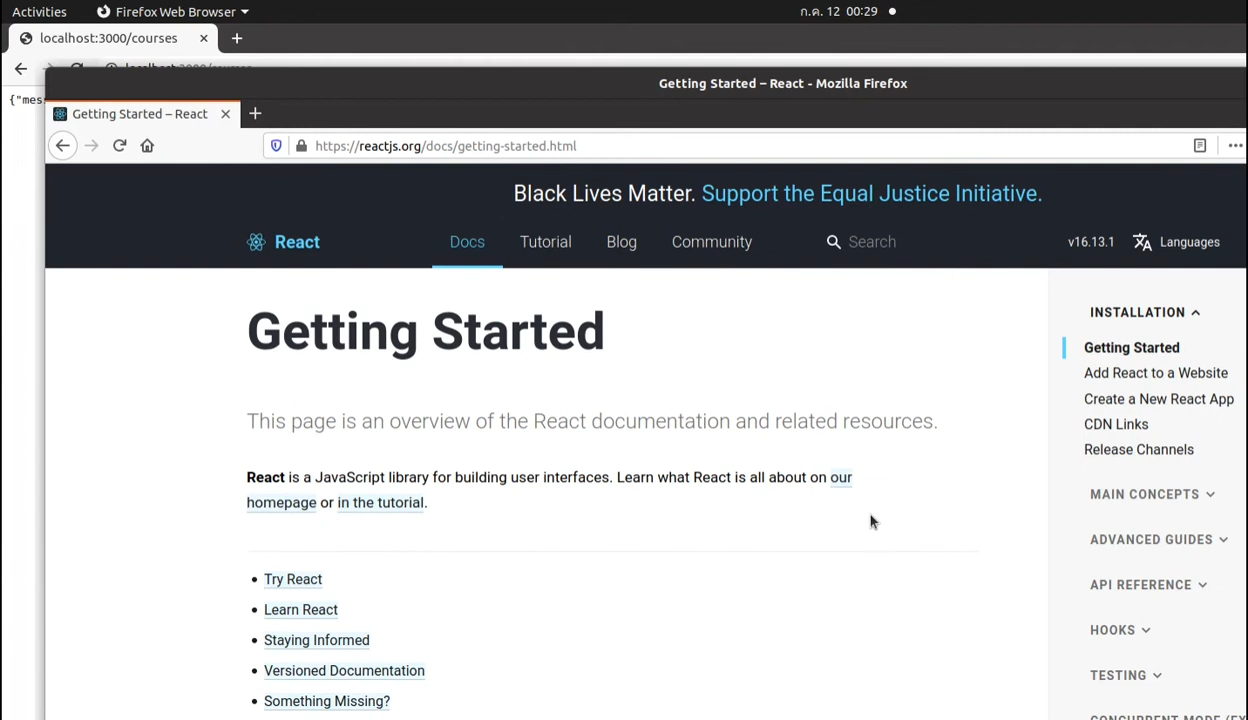 Activities
Firefox Web Browser
ก.ค. 12 00:29
localhost:3000/courses
{"mes
Getting Started – React - Mozilla Firefox
Getting Started – React
https://reactjs.org/docs/getting-started.html
Black Lives Matter. Support the Equal Justice Initiative.
React
Docs
Tutorial
Blog
Community
Search
v16.13.1
Languages
Getting Started
This page is an overview of the React documentation and related resources.
React is a JavaScript library for building user interfaces. Learn what React is all about on our
homepage or in the tutorial.
Try React
Learn React
Staying Informed
Versioned Documentation
Something Missing?
INSTALLATION
Getting Started
Add React to a Website
Create a New React App
CDN Links
Release Channels
MAIN CONCEPTS
ADVANCED GUIDES
API REFERENCE
HOOKS
TESTING